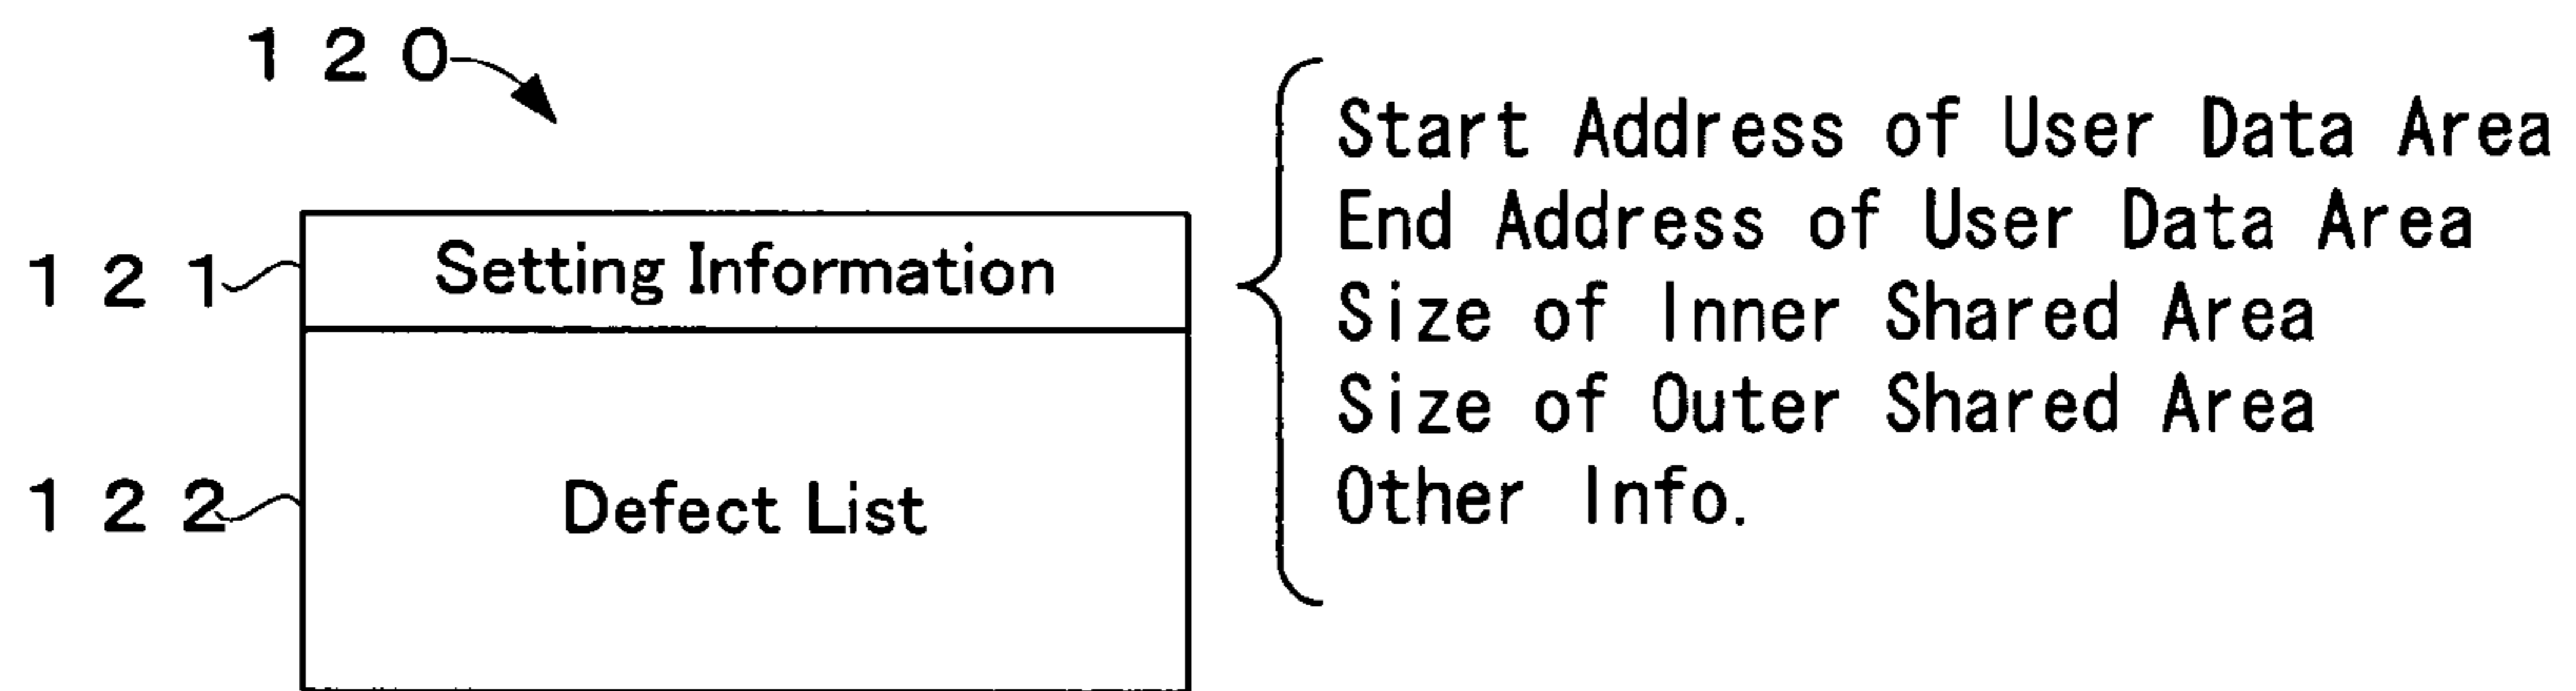 120
121
Setting Information
122
Defect List
Start Address of User Data Area
End Address of User Data Area
Size of Inner Shared Area
Size of Outer Shared Area
Other Info.